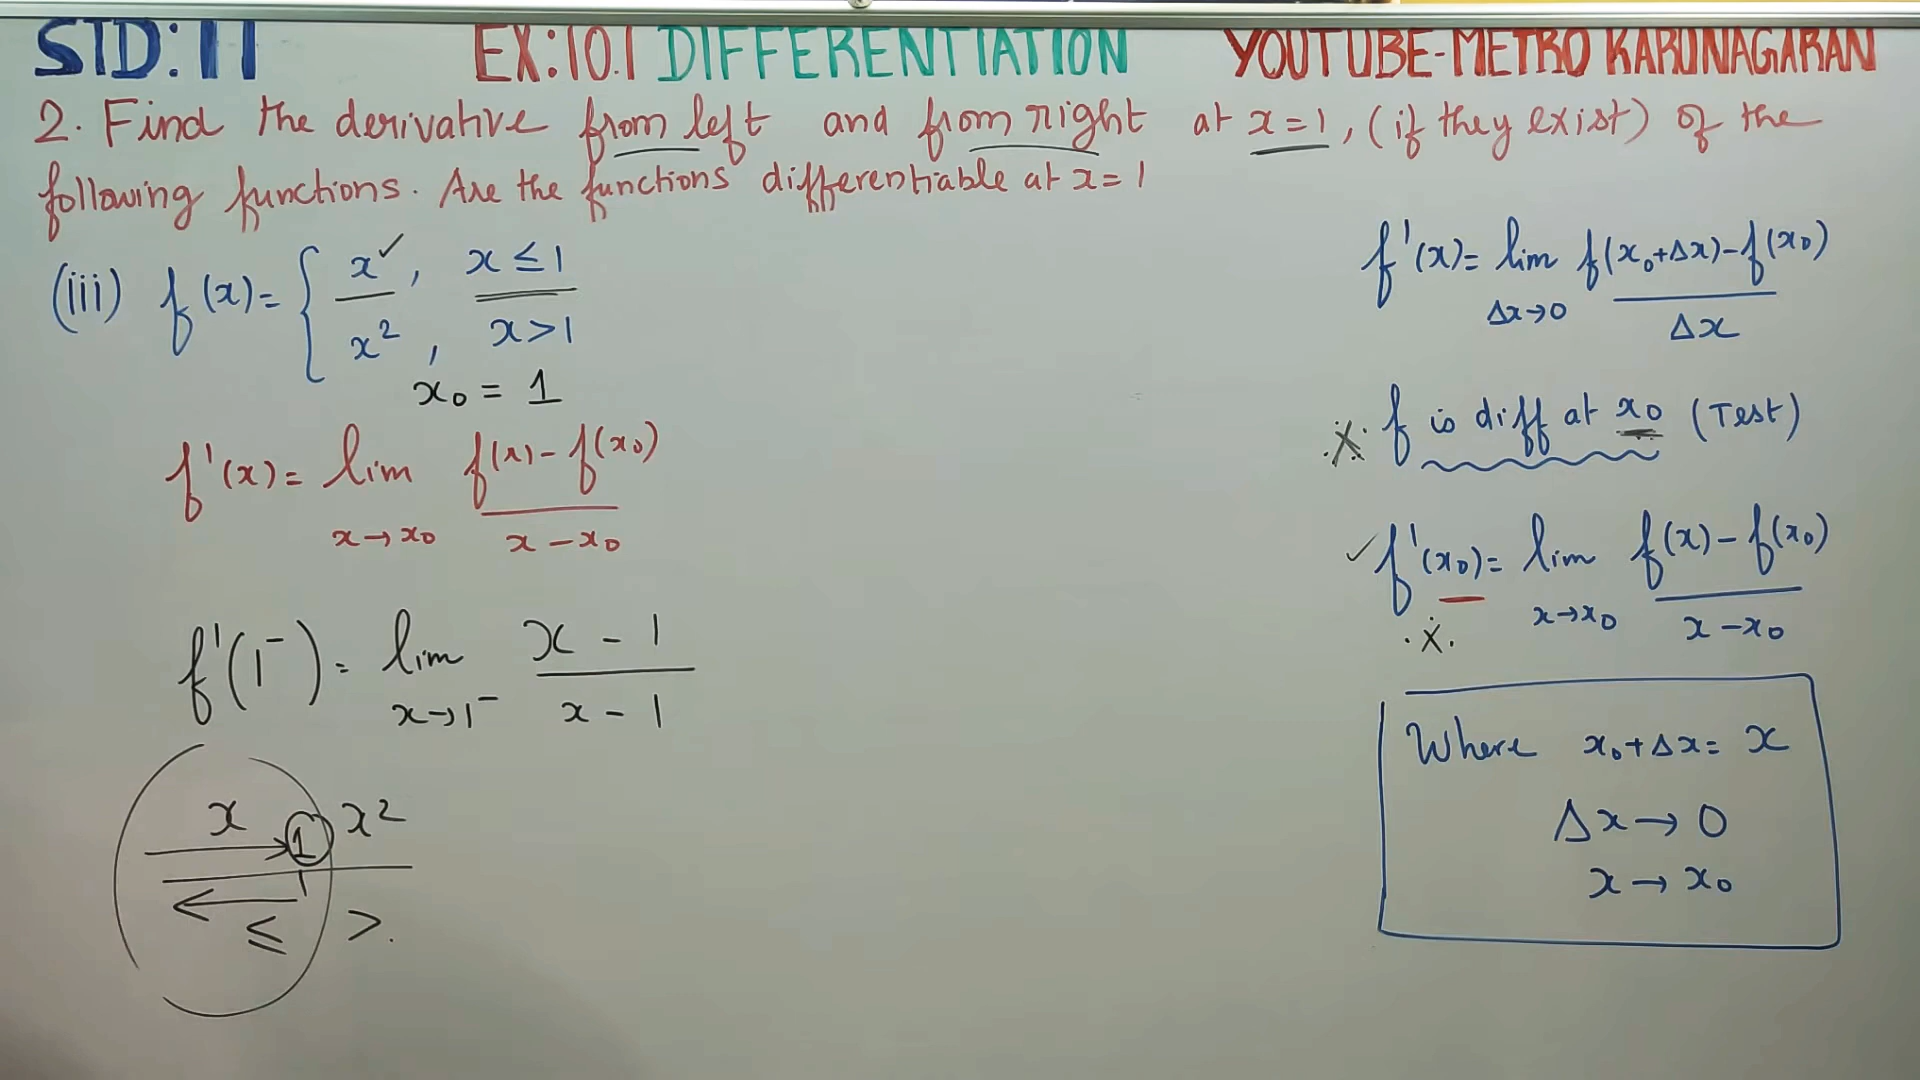 STD: 11 EX: 10.1 DIFFERENTIATION YOUTUBE-METRO KARUNAGARAN
2. Find the derivative from left and from right at x=1, (if they exist) of the
following functions. Are the functions differentiable at x=1
(iii) f(x)= { x ✓, x ≤ 1
x², x>1
x₀ = 1
f'(x)= lim f(x)-f(x₀)
x→x₀ x-x₀
f'(1⁻)= lim x-1
x→1⁻ x-1
x 1 x²
1
≤ >.
f'(x)= lim f(x₀+Δx)-f(x₀)
Δx→0 Δx
f is diff at x₀ (Test)
✓ f'(x₀)= lim f(x)-f(x₀)
x→x₀ x-x₀
Where x₀+Δx= x
Δx→0
x→x₀